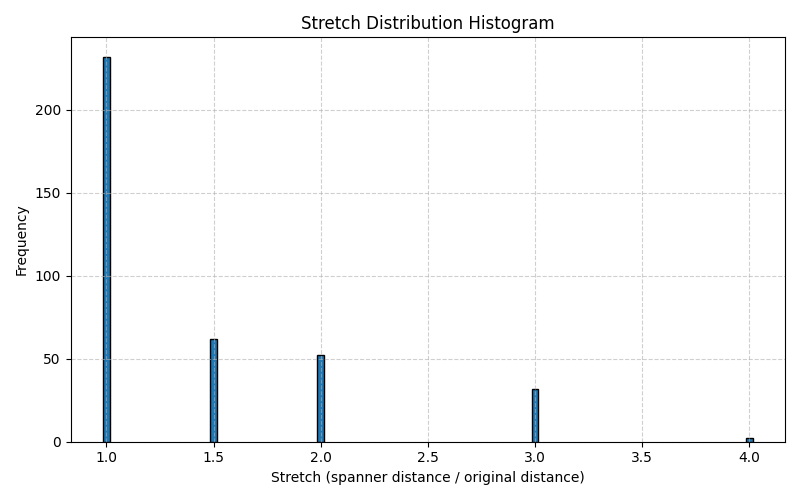 Stretch Distribution Histogram
Frequency
200
150
100
50
0
1.0 1.5 2.0 2.5 3.0 3.5 4.0
Stretch (spanner distance / original distance)